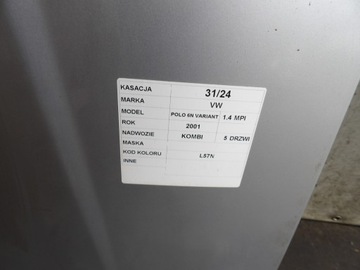 KASACJA 31/24
MARKA VW
MODEL POLO 6N VARIANT 1.4 MPI
ROK 2001
NADWOZIE KOMBI 5 DRZWI
MASKA
KOD KOLORU L57N
INNE